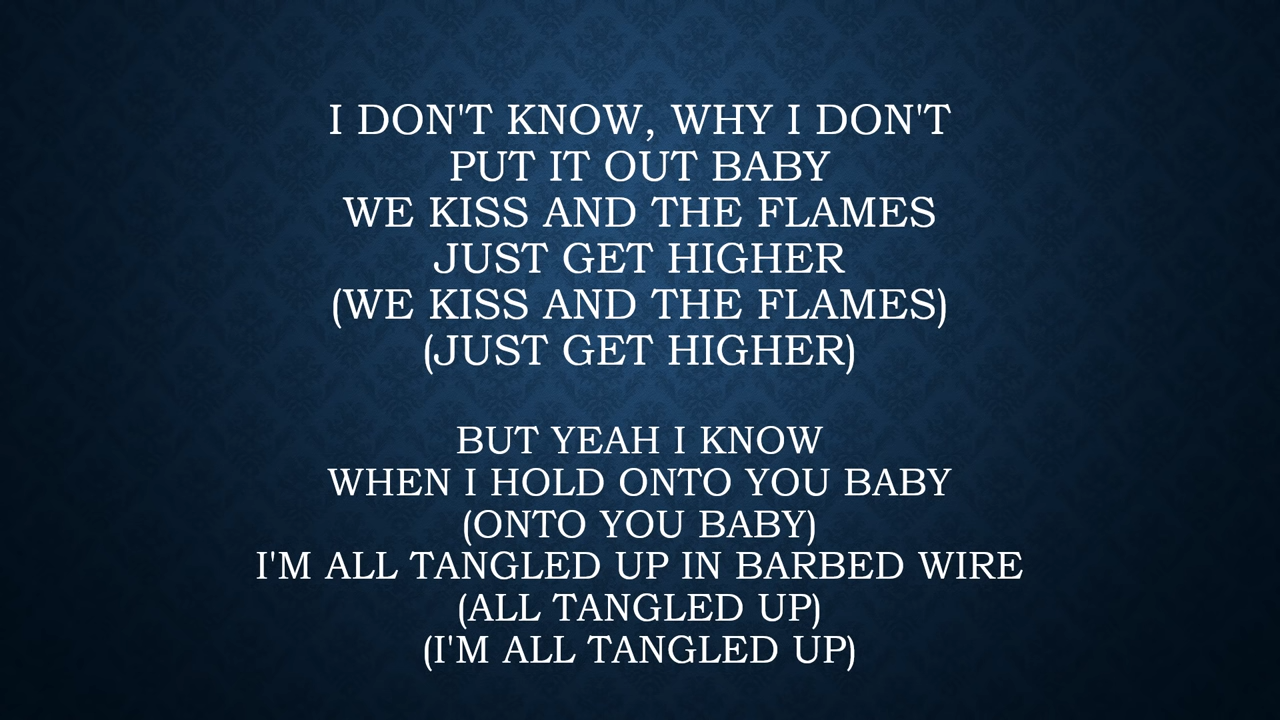 I DON'T KNOW, WHY I DON'T
PUT IT OUT BABY
WE KISS AND THE FLAMES
JUST GET HIGHER
(WE KISS AND THE FLAMES)
(JUST GET HIGHER)
BUT YEAH I KNOW
WHEN I HOLD ONTO YOU BABY
(ONTO YOU BABY)
I'M ALL TANGLED UP IN BARBED WIRE
(ALL TANGLED UP)
(I'M ALL TANGLED UP)